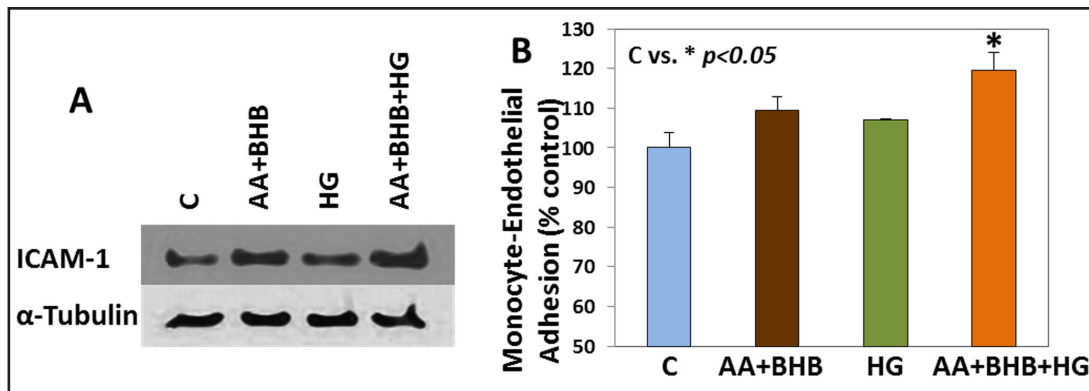 A
C
AA+BHB
HG
AA+BHB+HG
ICAM-1
α-Tubulin
B
C vs. * p<0.05
*
Monocyte-Endothelial
Adhesion (% control)
130
120
110
100
90
80
70
60
50
C
AA+BHB
HG
AA+BHB+HG